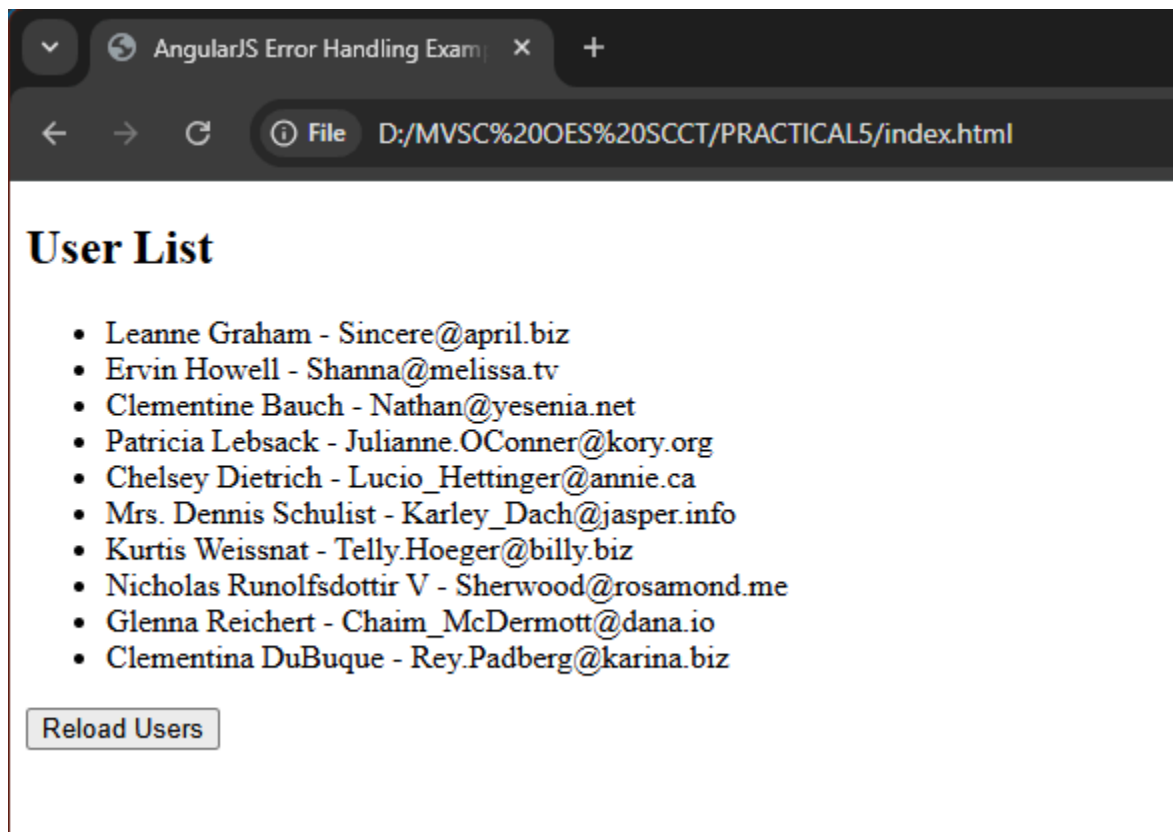 AngularJS Error Handling Exam
File D:/MVSC%20OES%20SCCT/PRACTICAL5/index.html
User List
Leanne Graham - Sincere@april.biz
Ervin Howell - Shanna@melissa.tv
Clementine Bauch - Nathan@yesenia.net
Patricia Lebsack - Julianne.OConner@kory.org
Chelsey Dietrich - Lucio_Hettinger@annie.ca
Mrs. Dennis Schulist - Karley_Dach@jasper.info
Kurtis Weissnat - Telly.Hoeger@billy.biz
Nicholas Runolfsdottir V - Sherwood@rosamond.me
Glenna Reichert - Chaim_McDermott@dana.io
Clementina DuBuque - Rey.Padberg@karina.biz
Reload Users